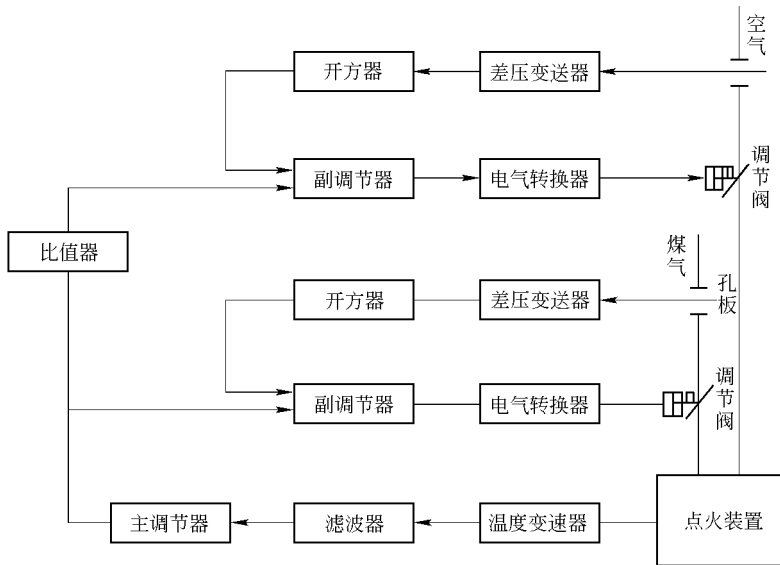 空气
开方器
差压变送器
调节阀
副调节器
电气转换器
比值器
煤气
开方器
差压变送器
孔板
调节阀
副调节器
电气转换器
主调节器
滤波器
温度变速器
点火装置